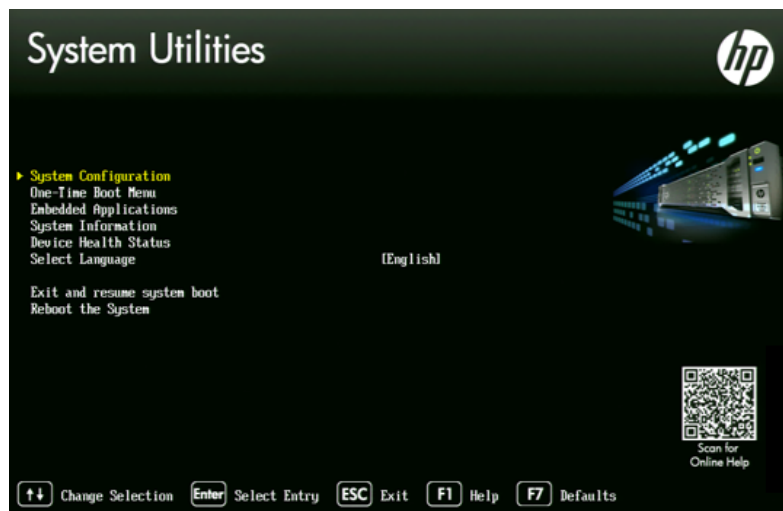 System Utilities
hp
System Configuration
One-Time Boot Menu
Embedded Applications
System Information
Device Health Status
Select Language [English]
Exit and resume system boot
Reboot the System
Scan for
Online Help
↑↓ Change Selection Enter Select Entry ESC Exit F1 Help F7 Defaults